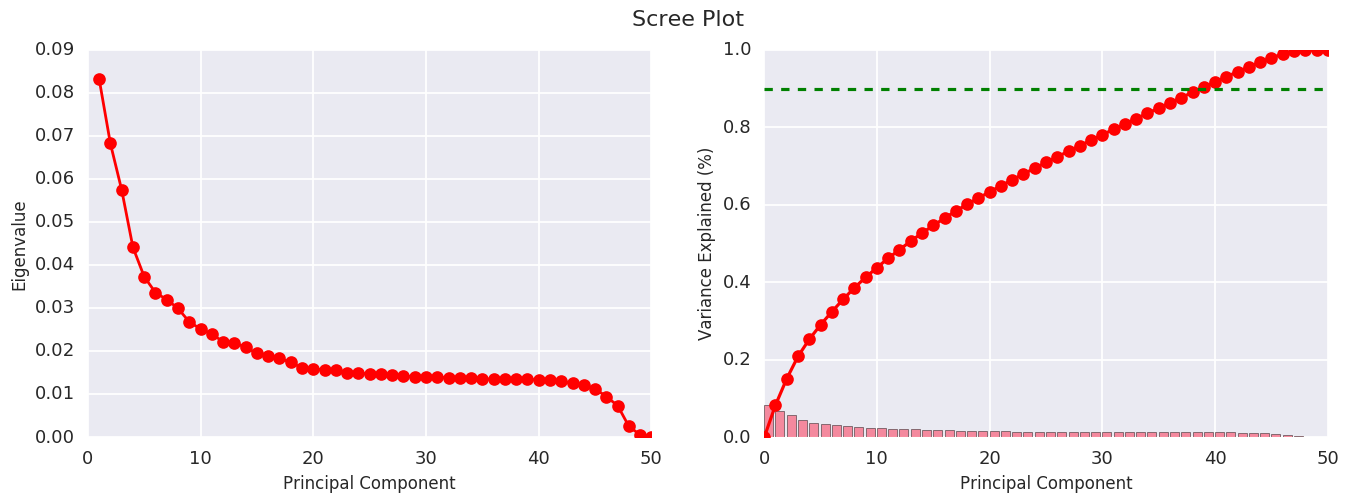 Scree Plot
Eigenvalue
0.09
0.08
0.07
0.06
0.05
0.04
0.03
0.02
0.01
0.00
0 10 20 30 40 50
Principal Component
Variance Explained (%)
1.0
0.8
0.6
0.4
0.2
0.0
0 10 20 30 40 50
Principal Component